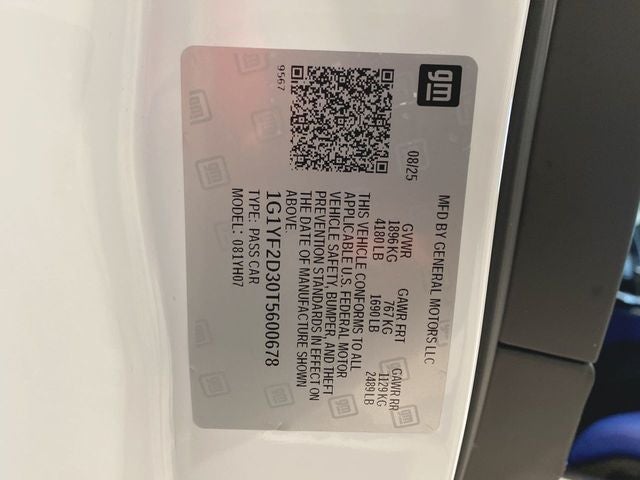 gm
9567
08/25
MFD BY GENERAL MOTORS LLC
GVWR GAWR FRT GAWR RR
1896 KG 767 KG 1129 KG
4180 LB 1690 LB 2489 LB
THIS VEHICLE CONFORMS TO ALL
APPLICABLE U.S. FEDERAL MOTOR
VEHICLE SAFETY, BUMPER, AND THEFT
PREVENTION STANDARDS IN EFFECT ON
THE DATE OF MANUFACTURE SHOWN
ABOVE.
1G1YF2D30T5600678
TYPE: PASS CAR
MODEL: 081YH07